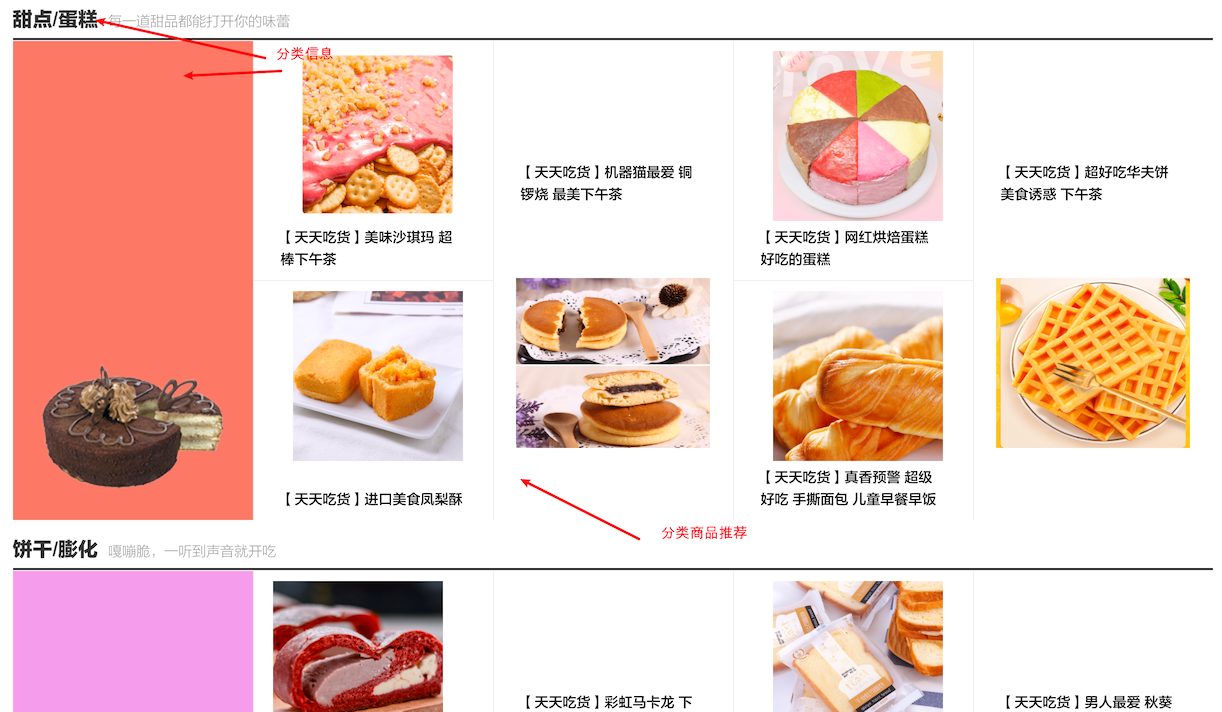 甜点/蛋糕 每一道甜品都能打开你的味蕾
分类信息
LOVE
【 天天吃货 】美味沙琪玛 超
棒下午茶
【 天天吃货 】机器猫最爱 铜
锣烧 最美下午茶
【 天天吃货 】网红烘焙蛋糕
好吃的蛋糕
【 天天吃货 】超好吃华夫饼
美食诱惑 下午茶
【 天天吃货 】进口美食凤梨酥
【 天天吃货 】真香预警 超级
好吃 手撕面包 儿童早餐早饭
分类商品推荐
饼干/膨化 嘎嘣脆，一听到声音就开吃
【 天天吃货 】彩虹马卡龙 下
【 天天吃货 】男人最爱 秋葵